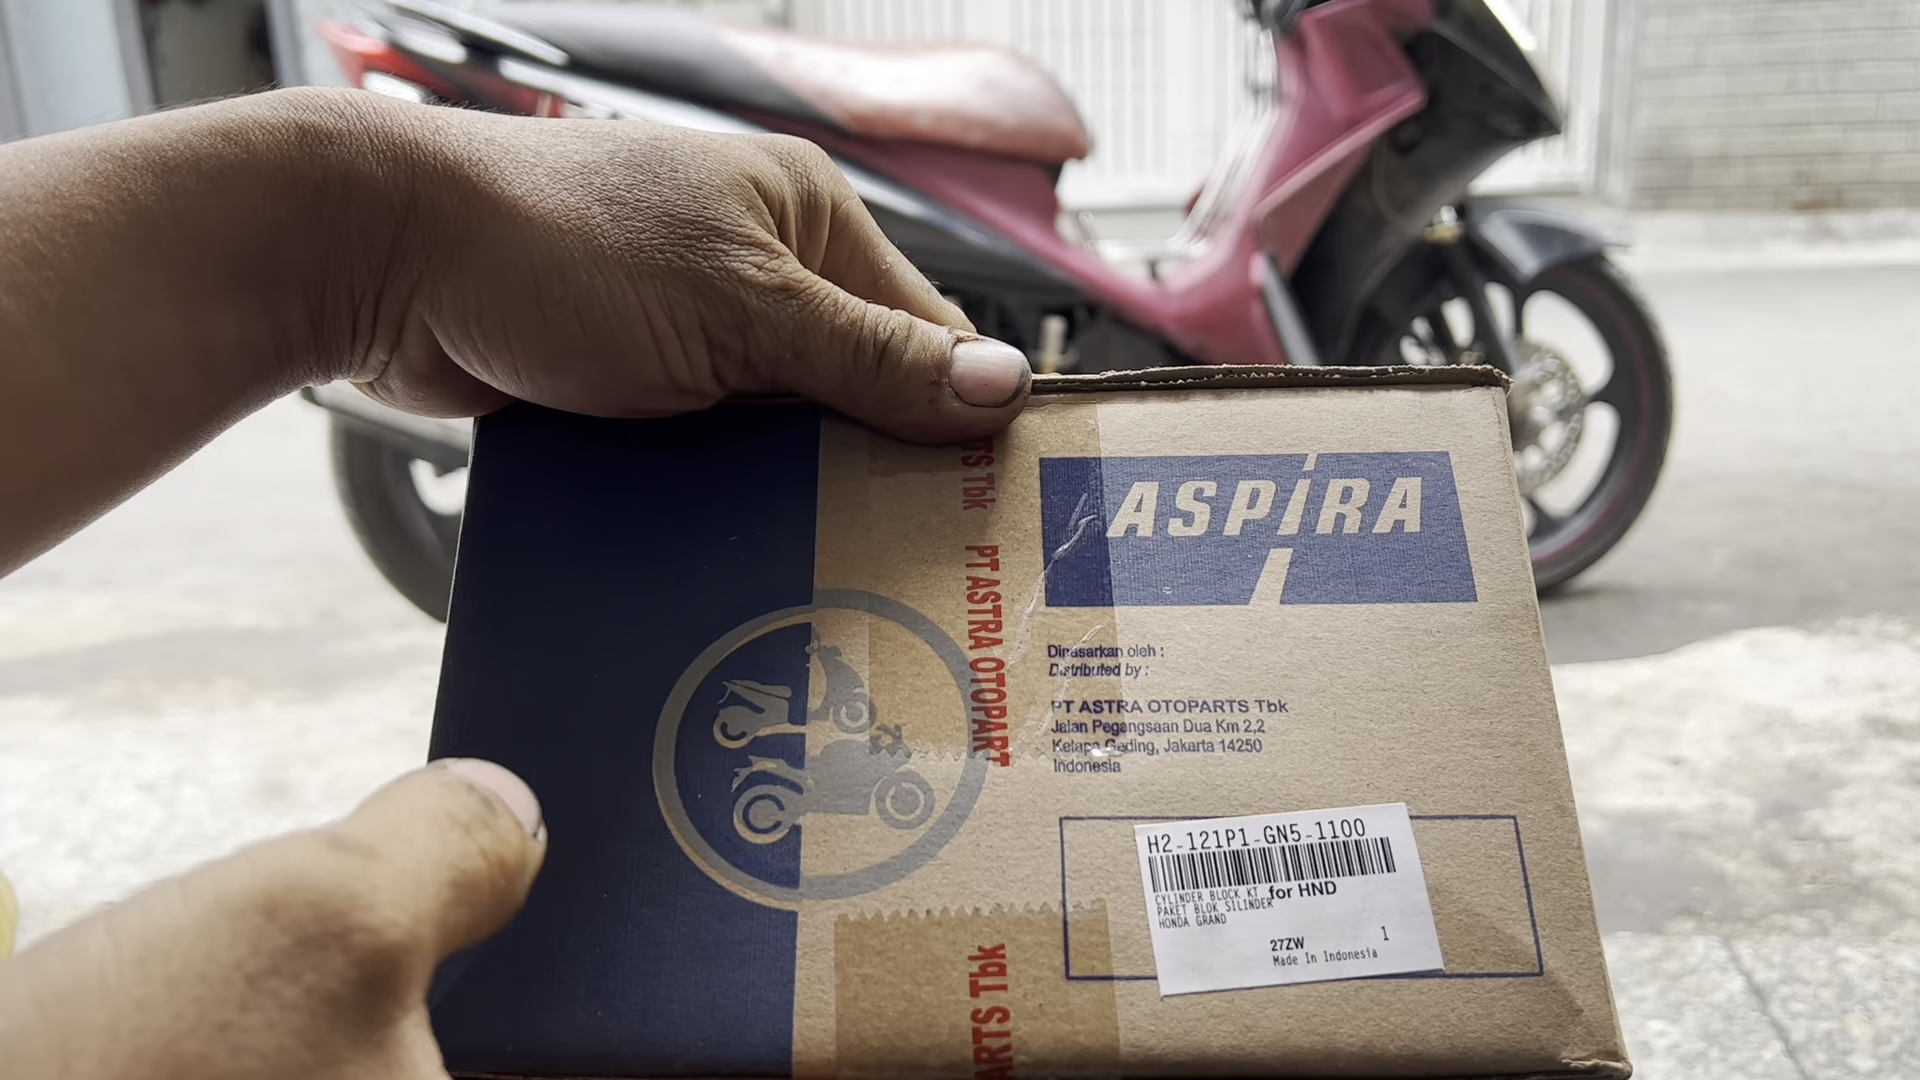 TS Tbk PT ASTRA OTOPART
ASPIRA
Dipasarkan oleh :
Distributed by :
PT ASTRA OTOPARTS Tbk
Jalan Pegangsaan Dua Km 2,2
Kelapa Gading, Jakarta 14250
Indonesia
H2-121P1-GN5-1100
CYLINDER BLOCK KT for HND
PAKET BLOK SILINDER
HONDA GRAND
27ZW 1
Made In Indonesia
ARTS Tbk